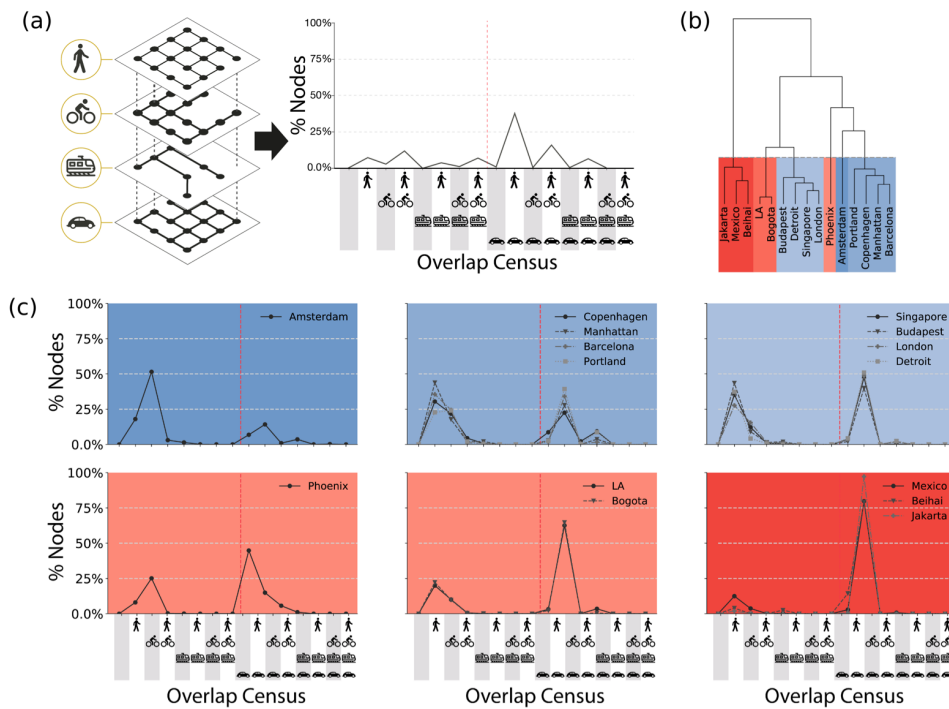 (a)
100%
75%
50%
25%
0.0%
% Nodes
Overlap Census
(b)
Jakarta
Mexico
Beihai
LA
Bogota
Budapest
Detroit
Singapore
London
Phoenix
Amsterdam
Portland
Copenhagen
Manhattan
Barcelona
(c)
100%
75%
50%
25%
0.0%
% Nodes
Amsterdam
Copenhagen
Manhattan
Barcelona
Portland
Singapore
Budapest
London
Detroit
100%
75%
50%
25%
0.0%
% Nodes
Phoenix
LA
Bogota
Mexico
Beihai
Jakarta
Overlap Census
Overlap Census
Overlap Census